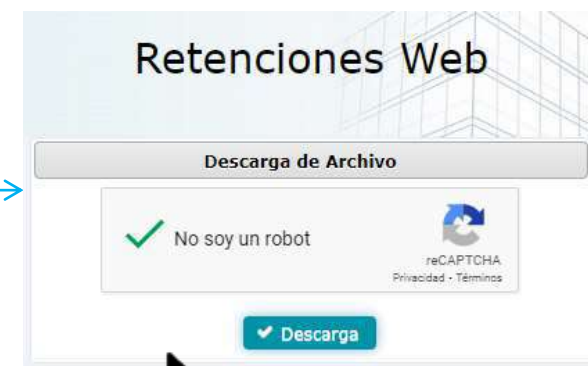 Retenciones Web
Descarga de Archivo
No soy un robot
reCAPTCHA
Privacidad - Términos
Descarga